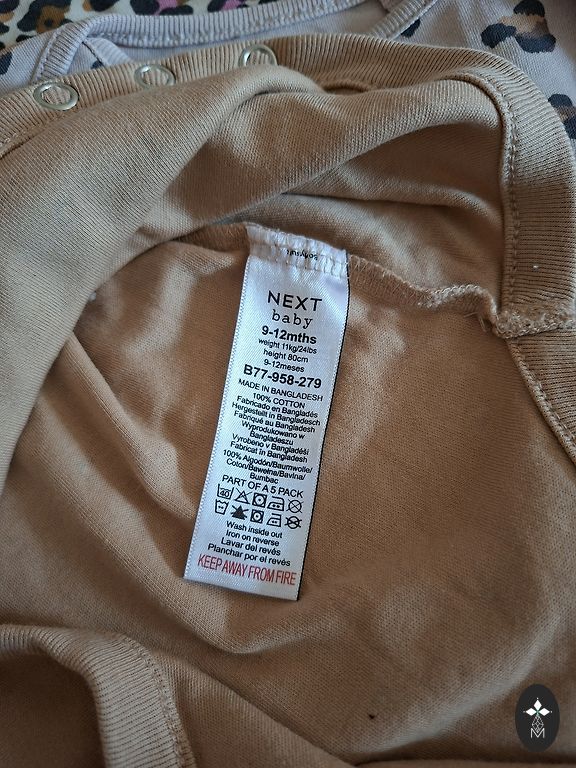 NEXT
baby
9-12mths
weight 11kg/24lbs
height 80cm
9-12meses
B77-958-279
MADE IN BANGLADESH
100% COTTON
Fabricado en Bangladés
Hergestellt in Bangladesch
Fabriqué au Bangladesh
Wyprodukowano w
Bangladeszu
Vyrobeno v Bangladéši
Fabricat în Bangladesh
100% Algodón/Baumwolle/
Coton/Bawełna/Bavlna/
Bumbac
PART OF A 5 PACK
40
Wash inside out
iron on reverse
Lavar del revés
Planchar por el revés
KEEP AWAY FROM FIRE